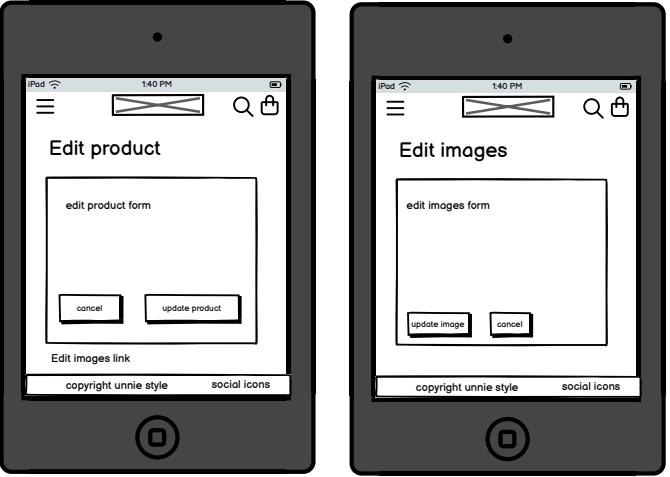 iPad 1:40 PM
Edit product
edit product form
cancel update product
Edit images link
copyright unnie style social icons
iPad 1:40 PM
Edit images
edit images form
update image cancel
copyright unnie style social icons